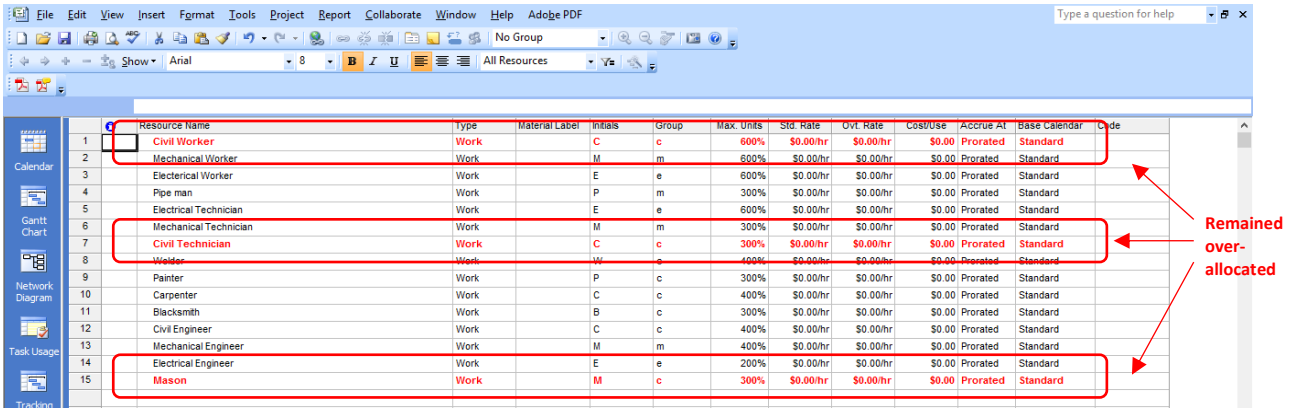 File Edit View Insert Format Tools Project Report Collaborate Window Help Adobe PDF Type a question for help
No Group
Show Arial 8 B I U All Resources
Resource Name Type Material Label Initials Group Max. Units Std. Rate Ovt. Rate Cost/Use Accrue At Base Calendar Code
1 Civil Worker Work C c 600% $0.00/hr $0.00/hr $0.00 Prorated Standard
2 Mechanical Worker Work M m 600% $0.00/hr $0.00/hr $0.00 Prorated Standard
3 Electerical Worker Work E e 600% $0.00/hr $0.00/hr $0.00 Prorated Standard
4 Pipe man Work P m 300% $0.00/hr $0.00/hr $0.00 Prorated Standard
5 Electrical Technician Work E e 600% $0.00/hr $0.00/hr $0.00 Prorated Standard
6 Mechanical Technician Work M m 300% $0.00/hr $0.00/hr $0.00 Prorated Standard
7 Civil Technician Work C c 300% $0.00/hr $0.00/hr $0.00 Prorated Standard
8 Welder Work W e 400% $0.00/hr $0.00/hr $0.00 Prorated Standard
9 Painter Work P c 300% $0.00/hr $0.00/hr $0.00 Prorated Standard
10 Carpenter Work C c 400% $0.00/hr $0.00/hr $0.00 Prorated Standard
11 Blacksmith Work B c 300% $0.00/hr $0.00/hr $0.00 Prorated Standard
12 Civil Engineer Work C c 400% $0.00/hr $0.00/hr $0.00 Prorated Standard
13 Mechanical Engineer Work M m 400% $0.00/hr $0.00/hr $0.00 Prorated Standard
14 Electrical Engineer Work E e 200% $0.00/hr $0.00/hr $0.00 Prorated Standard
15 Mason Work M c 300% $0.00/hr $0.00/hr $0.00 Prorated Standard
Calendar
Gantt
Chart
Network
Diagram
Task Usage
Tracking
Remained
over-
allocated